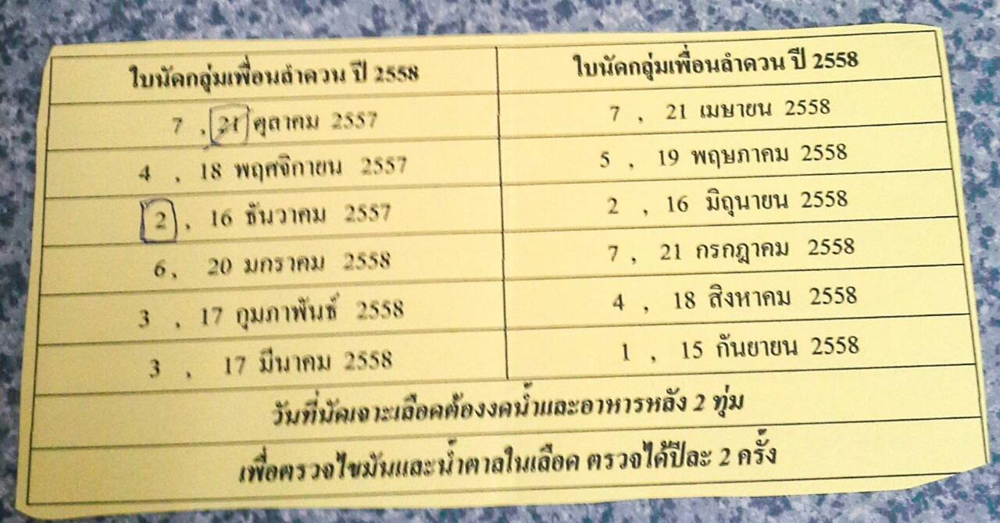 ใบนัดกลุ่มเพื่อนลำดวน ปี 2558
7 , 21 ตุลาคม 2557
4 , 18 พฤศจิกายน 2557
2 , 16 ธันวาคม 2557
6 , 20 มกราคม 2558
3 , 17 กุมภาพันธ์ 2558
3 , 17 มีนาคม 2558
ใบนัดกลุ่มเพื่อนลำดวน ปี 2558
7 , 21 เมษายน 2558
5 , 19 พฤษภาคม 2558
2 , 16 มิถุนายน 2558
7 , 21 กรกฎาคม 2558
4 , 18 สิงหาคม 2558
1 , 15 กันยายน 2558
วันที่นัดเจาะเลือดต้องงดน้ำและอาหารหลัง 2 ทุ่ม
เพื่อตรวจไขมันและน้ำตาลในเลือด ตรวจได้ปีละ 2 ครั้ง